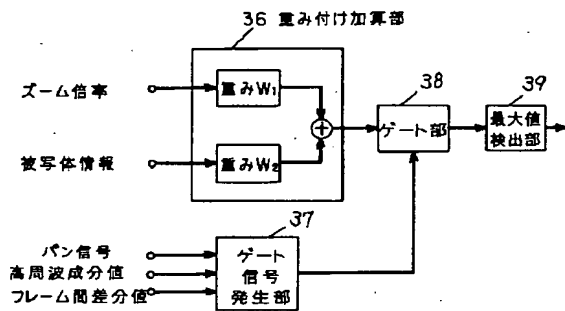 36 重み付け加算部
ズーム倍率
重みW1
38
39
ゲート部
最大値
検出部
被写体情報
重みW2
37
パン信号
高周波成分値
フレーム間差分値
ゲート
信号
発生部